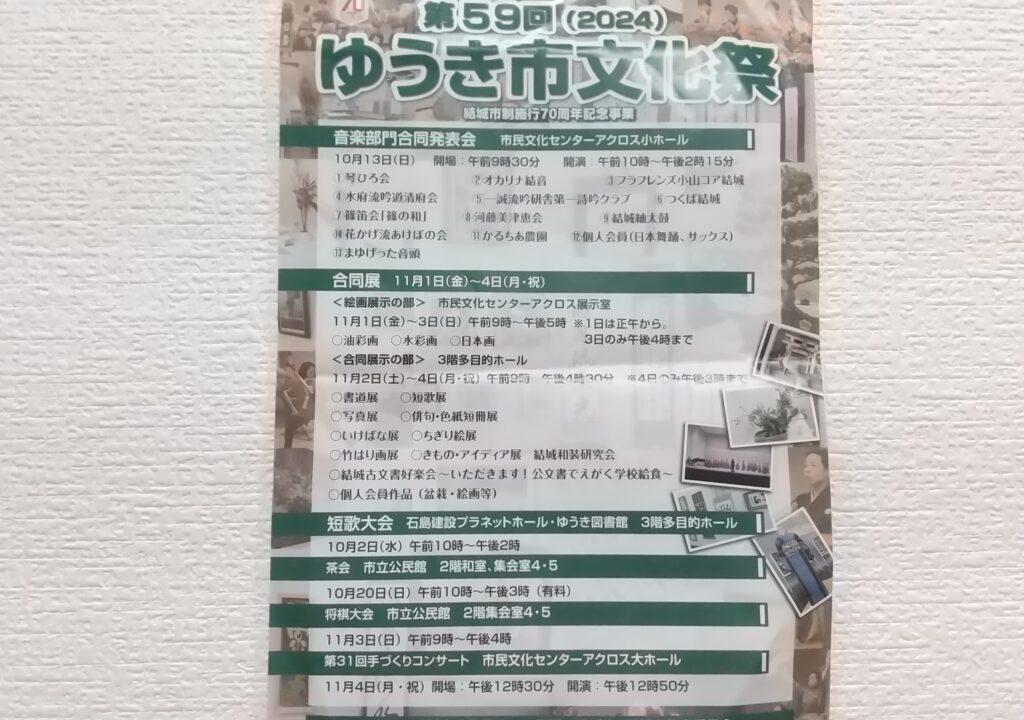 70
第59回(2024)
ゆうき市文化祭
結城市制施行70周年記念事業
音楽部門合同発表会 市民文化センターアクロス小ホール
10月13日(日) 開場:午前9時30分 開演:午前10時~午後2時15分
1琴ひろ会 2オカリナ結音 3フラフレンズ小山コア結城
4水府流吟道清府会 5一誠流吟研舎第一詩吟クラブ 6つくば結城
7篠笛会「篠の和」 8河藤美津恵会 9結城紬太鼓
10花かげ流あけぼの会 11かるちあ農園 12個人会員(日本舞踊、サックス)
13まゆげった音頭
合同展 11月1日(金)~4日(月・祝)
<絵画展示の部> 市民文化センターアクロス展示室
11月1日(金)~3日(日) 午前9時~午後5時 ※1日は正午から。
○油彩画 ○水彩画 ○日本画 3日のみ午後4時まで
<合同展示の部> 3階多目的ホール
11月2日(土)~4日(月・祝) 午前9時 午後4時30分 ※4日のみ午後3時まで
○書道展 ○短歌展
○写真展 ○俳句・色紙短冊展
○いけばな展 ○ちぎり絵展
○竹はり画展 ○きもの・アイディア展 結城和装研究会
○結城古文書好楽会~いただきます!公文書でえがく学校給食~
○個人会員作品(盆栽・絵画等)
短歌大会 石島建設プラネットホール・ゆうき図書館 3階多目的ホール
10月2日(水) 午前10時~午後2時
茶会 市立公民館 2階和室、集会室4・5
10月20日(日) 午前10時~午後3時(有料)
将棋大会 市立公民館 2階集会室4・5
11月3日(日) 午前9時~午後4時
第31回手づくりコンサート 市民文化センターアクロス大ホール
11月4日(月・祝) 開場:午後12時30分 開演:午後12時50分